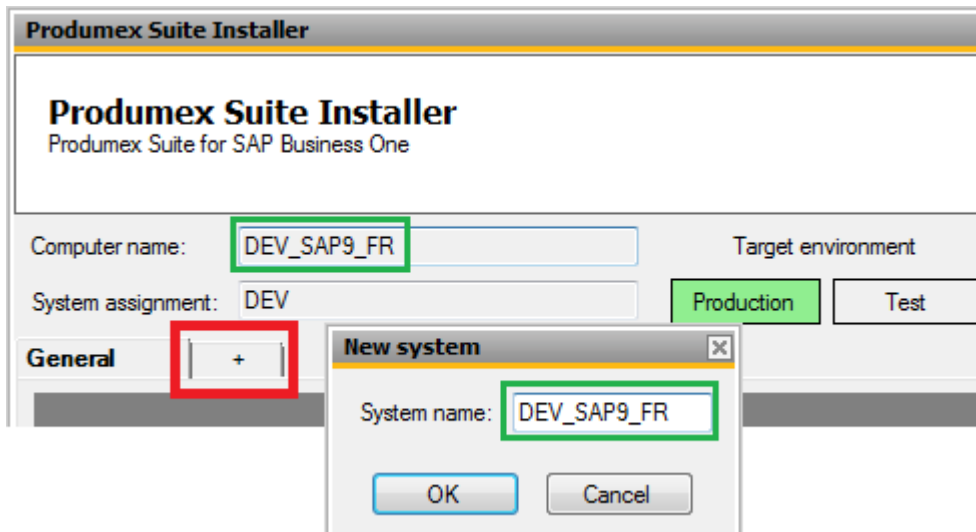 Produmex Suite Installer
Produmex Suite Installer
Produmex Suite for SAP Business One
Computer name: DEV_SAP9_FR Target environment
System assignment: DEV Production Test
General +
New system
System name: DEV_SAP9_FR
OK Cancel